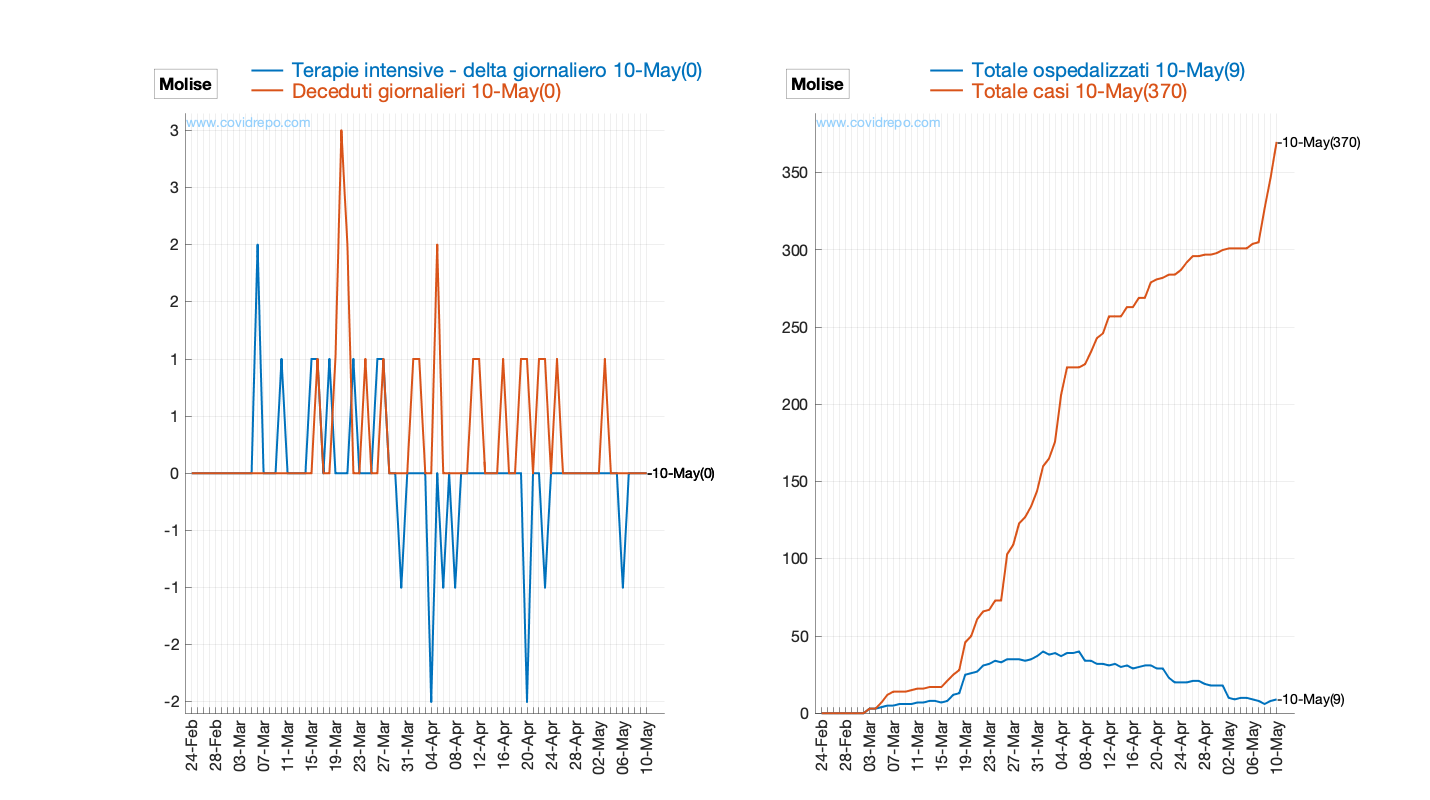 Molise
Terapie intensive - delta giornaliero 10-May(0)
Deceduti giornalieri 10-May(0)
www.covidrepo.com
3
3
2
2
1
1
0
-1
-1
-2
-2
-10-May(0)
24-Feb
28-Feb
03-Mar
07-Mar
11-Mar
15-Mar
19-Mar
23-Mar
27-Mar
31-Mar
04-Apr
08-Apr
12-Apr
16-Apr
20-Apr
24-Apr
28-Apr
02-May
06-May
10-May
Molise
Totale ospedalizzati 10-May(9)
Totale casi 10-May(370)
www.covidrepo.com
350
300
250
200
150
100
50
0
-10-May(370)
-10-May(9)
24-Feb
28-Feb
03-Mar
07-Mar
11-Mar
15-Mar
19-Mar
23-Mar
27-Mar
31-Mar
04-Apr
08-Apr
12-Apr
16-Apr
20-Apr
24-Apr
28-Apr
02-May
06-May
10-May